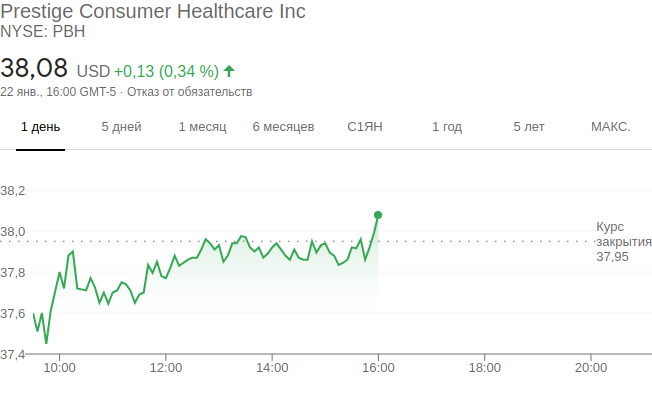 Prestige Consumer Healthcare Inc
NYSE: PBH
38,08 USD +0,13 (0,34 %)
22 янв., 16:00 GMT-5 · Отказ от обязательств
1 день 5 дней 1 месяц 6 месяцев С1ЯН 1 год 5 лет МАКС.
38,2
38,0
37,8
37,6
37,4
Курс
закрытия
37,95
10:00 12:00 14:00 16:00 18:00 20:00